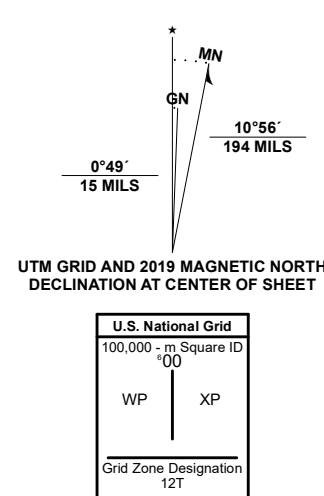 ★
MN
GN
10°56´
194 MILS
0°49´
15 MILS
UTM GRID AND 2019 MAGNETIC NORTH
DECLINATION AT CENTER OF SHEET
U.S. National Grid
100,000 - m Square ID
⁶00
WP XP
Grid Zone Designation
12T